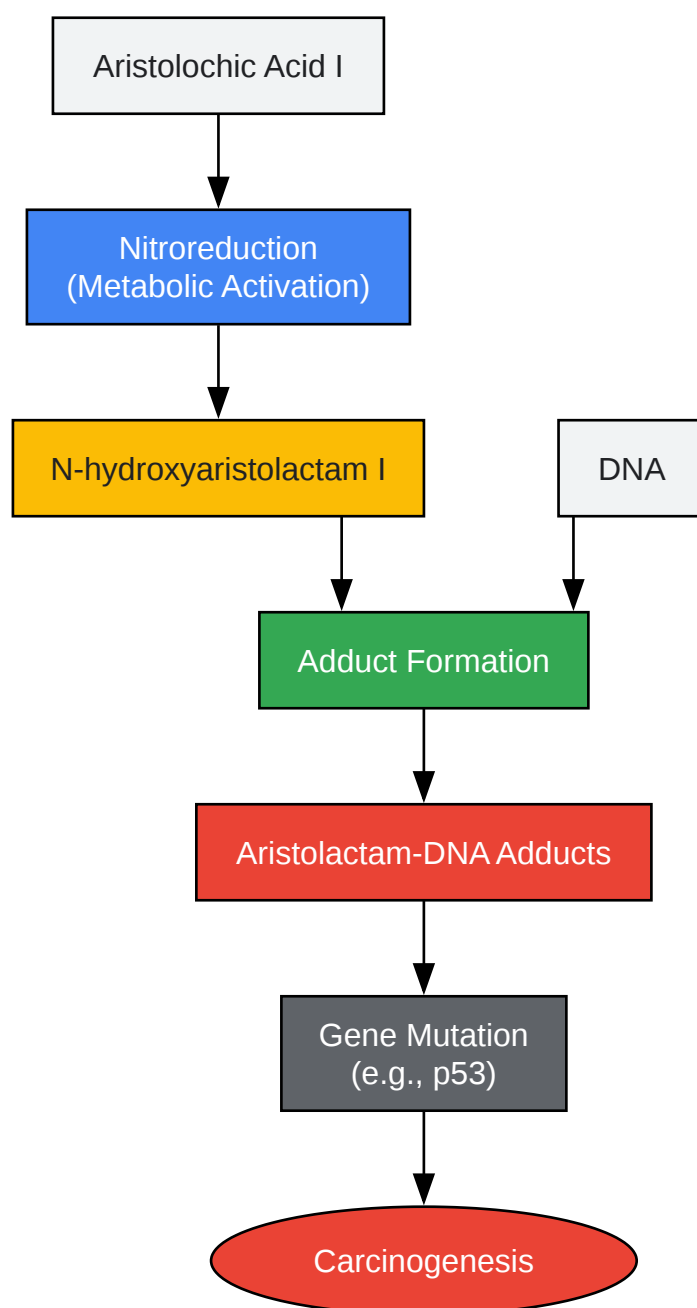 Aristolochic Acid I
Nitroreduction
(Metabolic Activation)
N-hydroxyaristolactam I
DNA
Adduct Formation
Aristolactam-DNA Adducts
Gene Mutation
(e.g., p53)
Carcinogenesis